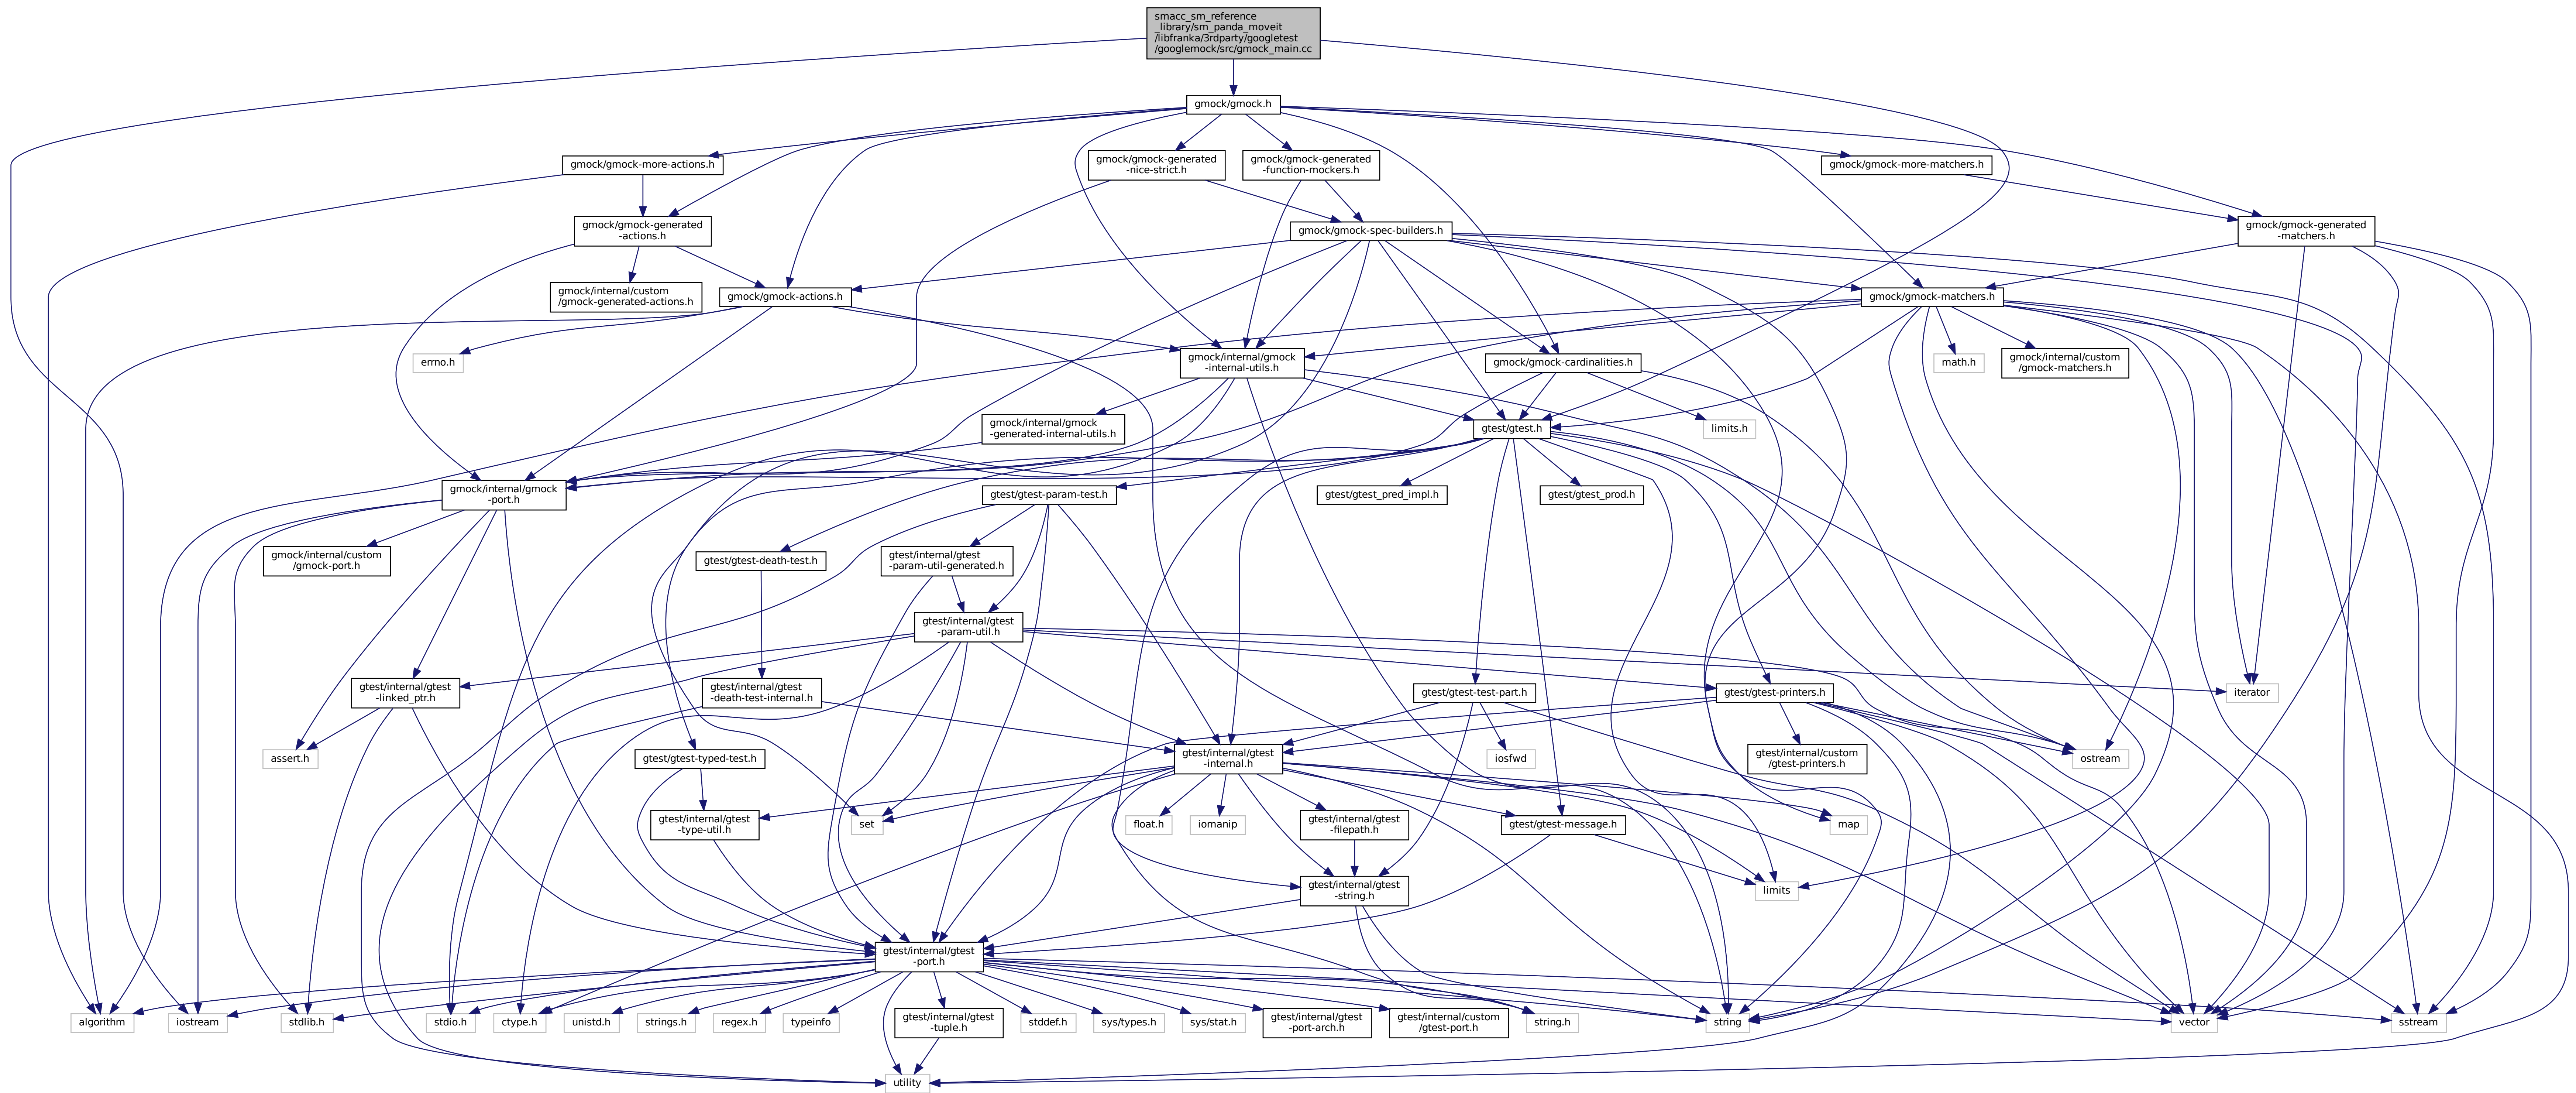 smacc_sm_reference
_library/sm_panda_moveit
/libfranka/3rdparty/googletest
/googlemock/src/gmock_main.cc
gmock/gmock.h
gmock/gmock-more-actions.h
gmock/gmock-generated
-nice-strict.h
gmock/gmock-generated
-function-mockers.h
gmock/gmock-more-matchers.h
gmock/gmock-generated
-actions.h
gmock/gmock-spec-builders.h
gmock/gmock-generated
-matchers.h
gmock/internal/custom
/gmock-generated-actions.h
gmock/gmock-actions.h
gmock/gmock-matchers.h
errno.h
gmock/internal/gmock
-internal-utils.h
gmock/gmock-cardinalities.h
math.h
gmock/internal/custom
/gmock-matchers.h
gmock/internal/gmock
-generated-internal-utils.h
gtest/gtest.h
limits.h
gmock/internal/gmock
-port.h
gtest/gtest-param-test.h
gtest/gtest_pred_impl.h
gtest/gtest_prod.h
gmock/internal/custom
/gmock-port.h
gtest/gtest-death-test.h
gtest/internal/gtest
-param-util-generated.h
gtest/internal/gtest
-param-util.h
gtest/internal/gtest
-linked_ptr.h
gtest/internal/gtest
-death-test-internal.h
gtest/gtest-test-part.h
gtest/gtest-printers.h
iterator
assert.h
gtest/gtest-typed-test.h
gtest/internal/gtest
-internal.h
iosfwd
gtest/internal/custom
/gtest-printers.h
ostream
gtest/internal/gtest
-type-util.h
set
float.h
iomanip
gtest/internal/gtest
-filepath.h
gtest/gtest-message.h
map
gtest/internal/gtest
-string.h
limits
gtest/internal/gtest
-port.h
algorithm
iostream
stdlib.h
stdio.h
ctype.h
unistd.h
strings.h
regex.h
typeinfo
gtest/internal/gtest
-tuple.h
stddef.h
sys/types.h
sys/stat.h
gtest/internal/gtest
-port-arch.h
gtest/internal/custom
/gtest-port.h
string.h
string
vector
sstream
utility